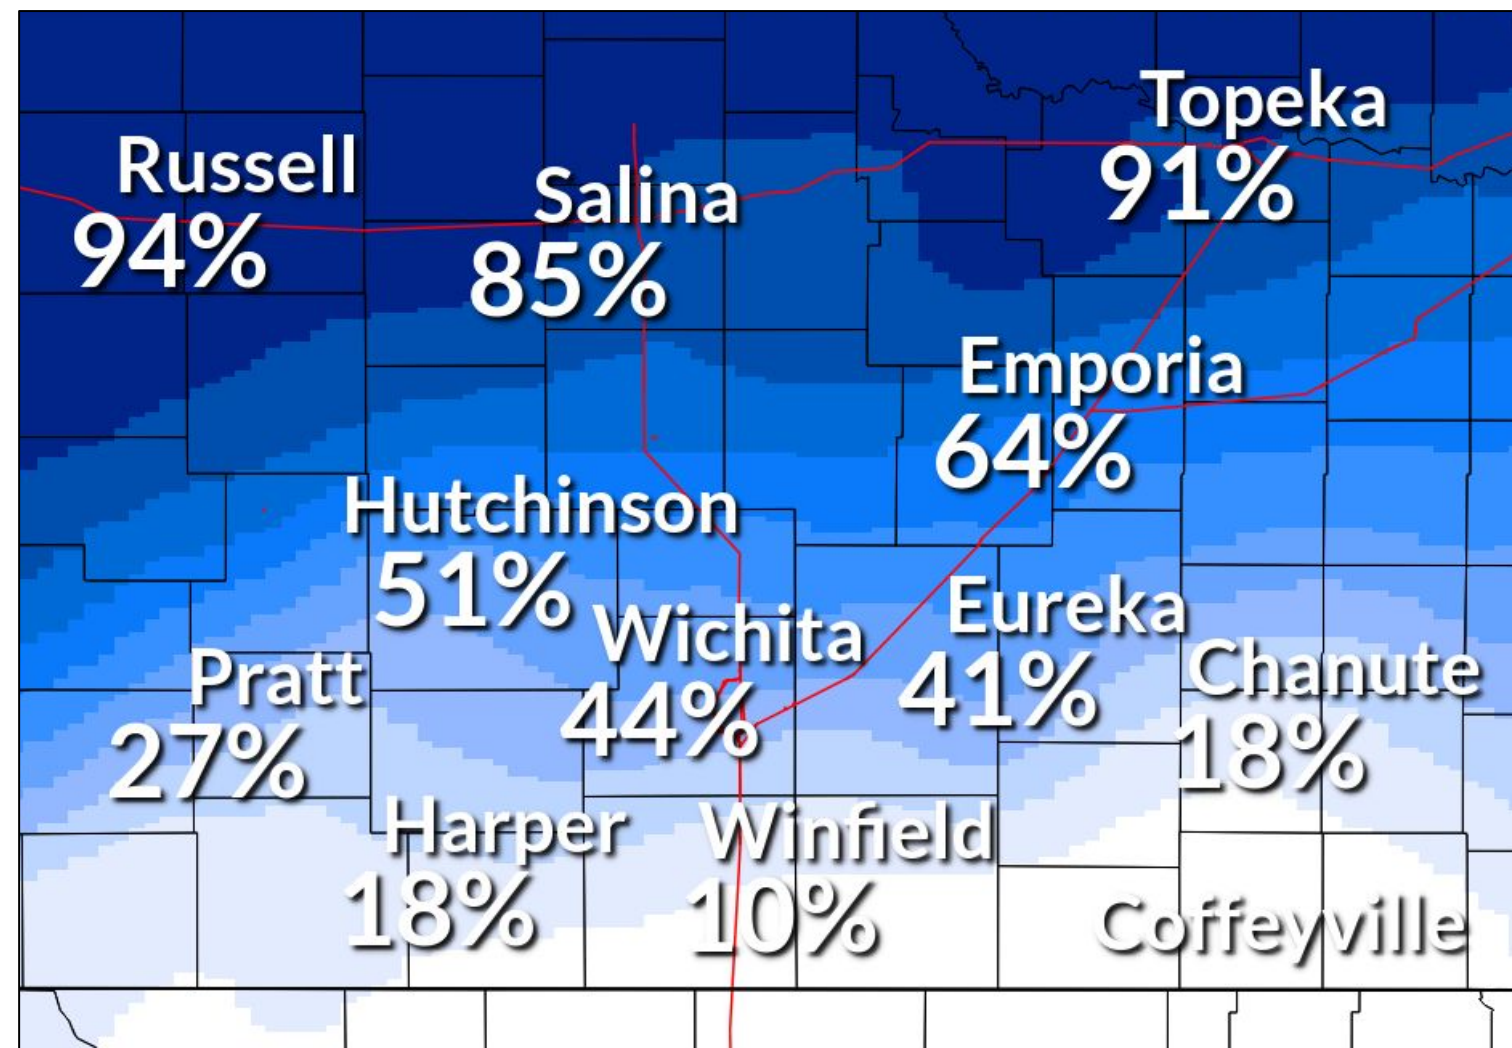 Topeka
91%
Russell
94%
Salina
85%
Emporia
64%
Hutchinson
51%
Wichita
44%
Eureka
41%
Chanute
18%
Pratt
27%
Harper
18%
Winfield
10%
Coffeyville